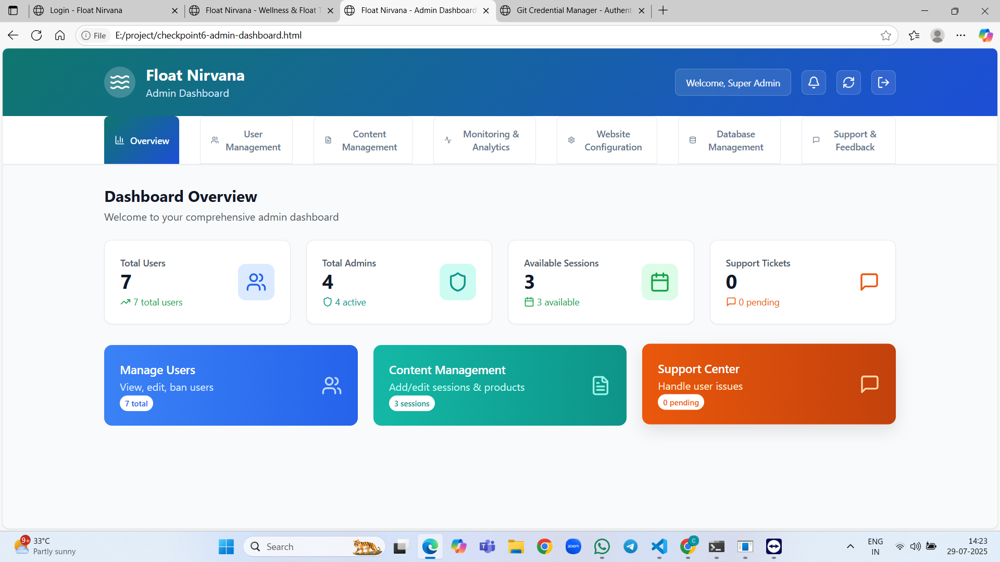 Login - Float Nirvana
Float Nirvana - Wellness & Float T
Float Nirvana - Admin Dashboard
Git Credential Manager - Authent
File
E:/project/checkpoint6-admin-dashboard.html
Float Nirvana
Admin Dashboard
Welcome, Super Admin
Overview
User
Management
Content
Management
Monitoring &
Analytics
Website
Configuration
Database
Management
Support &
Feedback
Dashboard Overview
Welcome to your comprehensive admin dashboard
Total Users
7
7 total users
Total Admins
4
4 active
Available Sessions
3
3 available
Support Tickets
0
0 pending
Manage Users
View, edit, ban users
7 total
Content Management
Add/edit sessions & products
3 sessions
Support Center
Handle user issues
0 pending
9+
33°C
Partly sunny
Search
zoom
C
ENG
IN
14:23
29-07-2025